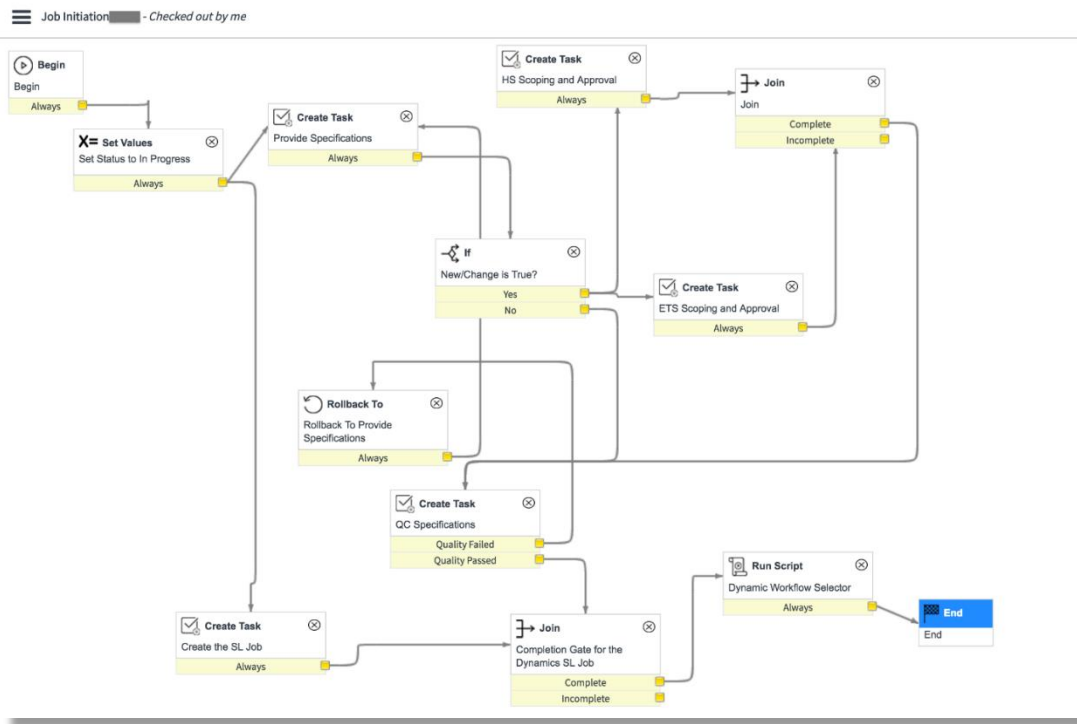 Job Initiation - Checked out by me
Begin
Begin
Always
X= Set Values
Set Status to In Progress
Always
Create Task
Provide Specifications
Always
Create Task
HS Scoping and Approval
Always
Join
Join
Complete
Incomplete
If
New/Change is True?
Yes
No
Create Task
ETS Scoping and Approval
Always
Rollback To
Rollback To Provide
Specifications
Always
Create Task
QC Specifications
Quality Failed
Quality Passed
Run Script
Dynamic Workflow Selector
Always
End
End
Create Task
Create the SL Job
Always
Join
Completion Gate for the
Dynamics SL Job
Complete
Incomplete